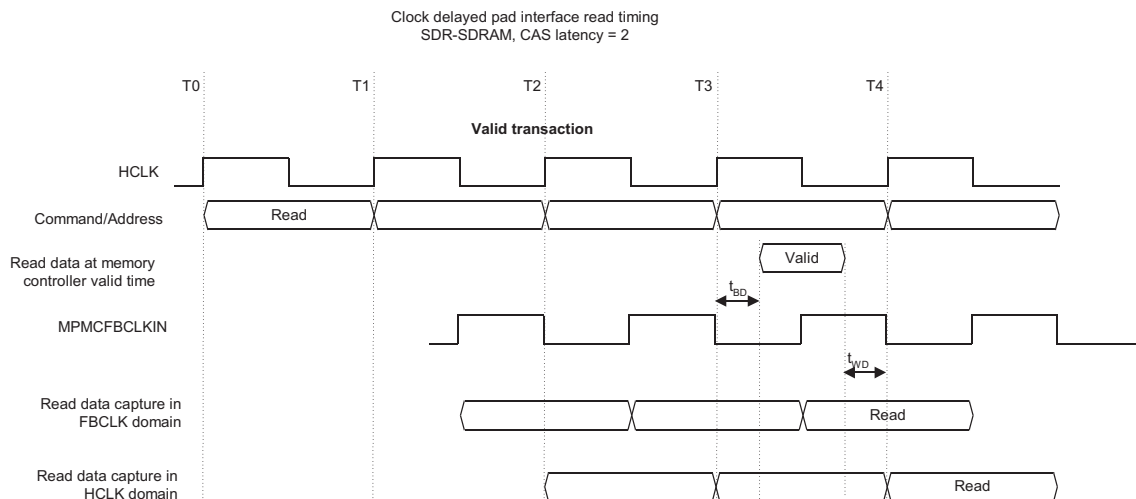 Clock delayed pad interface read timing
SDR-SDRAM, CAS latency = 2
T0 T1 T2 T3 T4
Valid transaction
HCLK
Command/Address Read
Read data at memory
controller valid time
Valid
tBD
MPMCFBCLKIN
tWD
Read data capture in
FBCLK domain
Read
Read data capture in
HCLK domain
Read